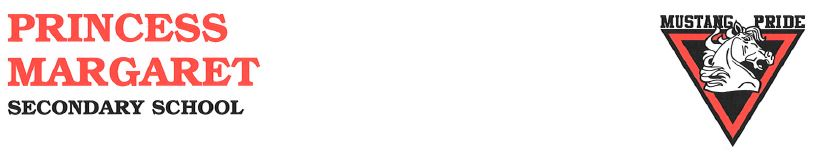 PRINCESS
MARGARET
SECONDARY SCHOOL
MUSTANG PRIDE